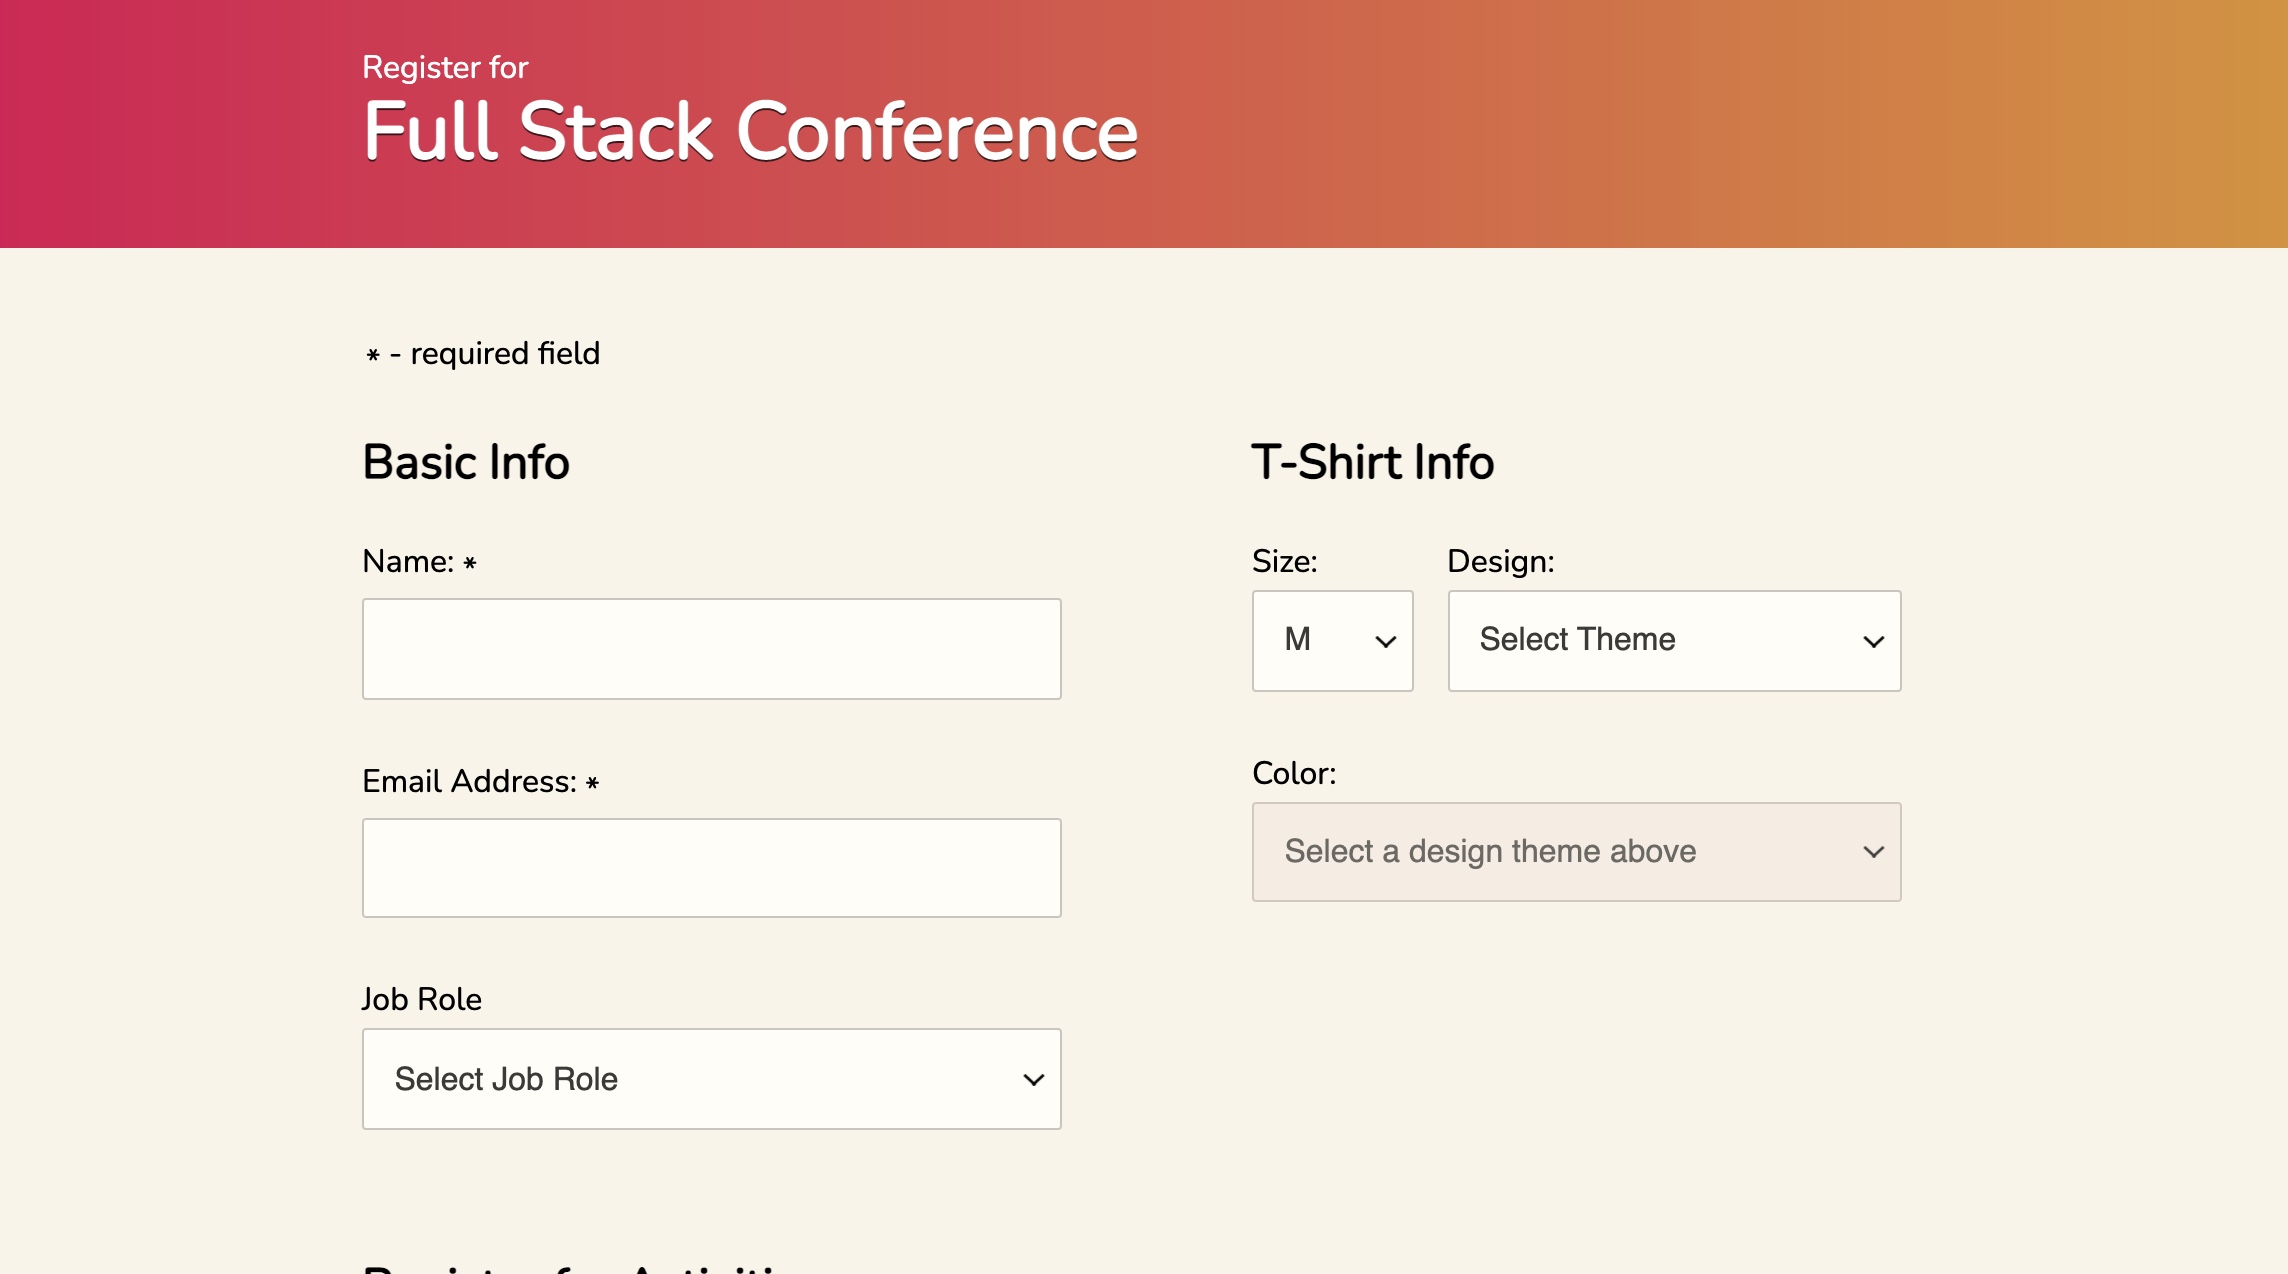 Register for
Full Stack Conference
* - required field
Basic Info
Name: *
Email Address: *
Job Role
Select Job Role
T-Shirt Info
Size:
M
Design:
Select Theme
Color:
Select a design theme above